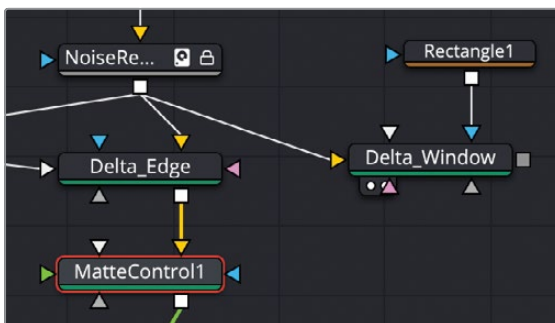 NoiseRe...
Rectangle1
Delta_Edge
Delta_Window
MatteControl1